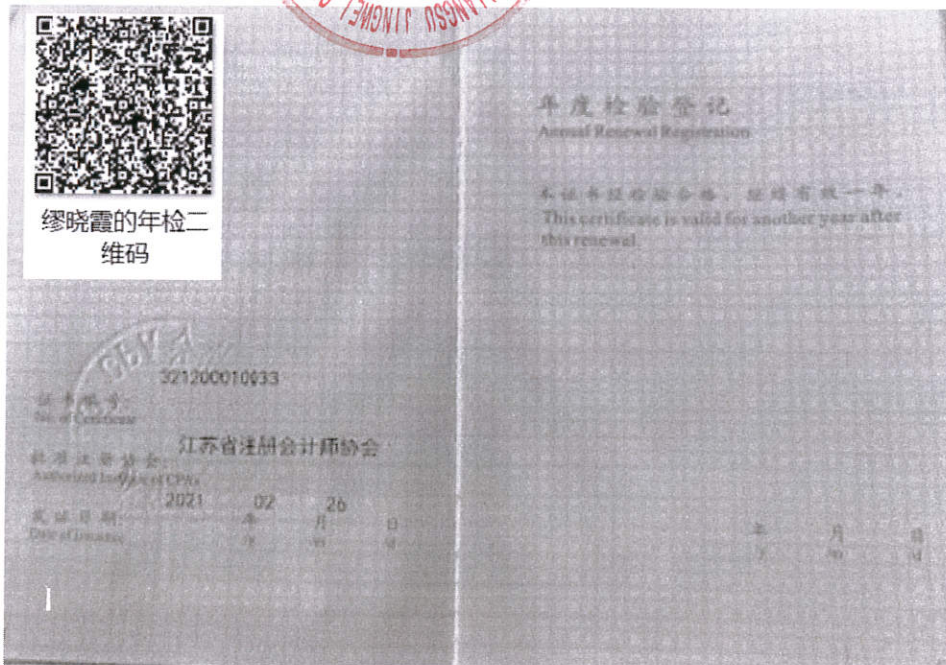 JIANGSU JINGWEI C
缪晓霞的年检二
维码
CPA
321200010033
证书编号:
No. of Certificate
江苏省注册会计师协会
批准注册协会:
Authorized Institute of CPAs
2021 02 26
发证日期: 年 月 日
Date of Issuance /y /m /d
年度检验登记
Annual Renewal Registration
本证书经检验合格，继续有效一年。
This certificate is valid for another year after
this renewal.
年 月 日
/y /m /d